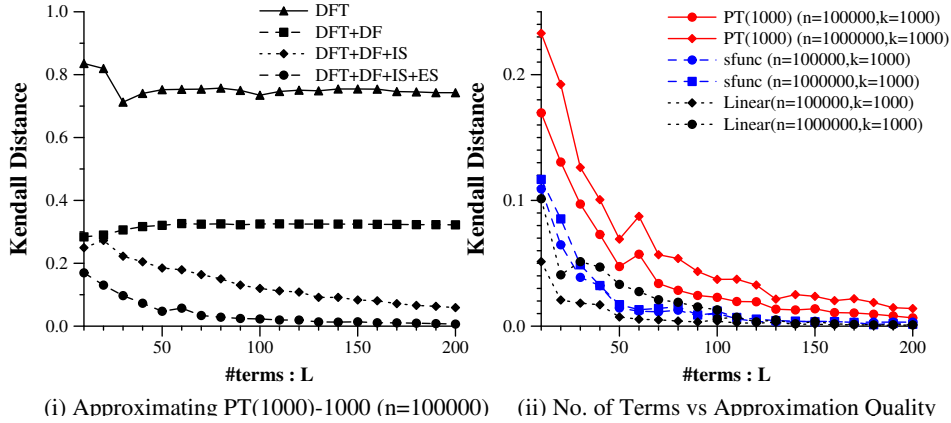 DFT
DFT+DF
DFT+DF+IS
DFT+DF+IS+ES
1.0
0.8
0.6
0.4
0.2
0.0
Kendall Distance
50
100
150
200
#terms : L
(i) Approximating PT(1000)-1000 (n=100000)
PT(1000) (n=100000,k=1000)
PT(1000) (n=1000000,k=1000)
sfunc (n=100000,k=1000)
sfunc (n=1000000,k=1000)
Linear(n=100000,k=1000)
Linear(n=1000000,k=1000)
0.2
0.1
0.0
Kendall Distance
50
100
150
200
#terms : L
(ii) No. of Terms vs Approximation Quality